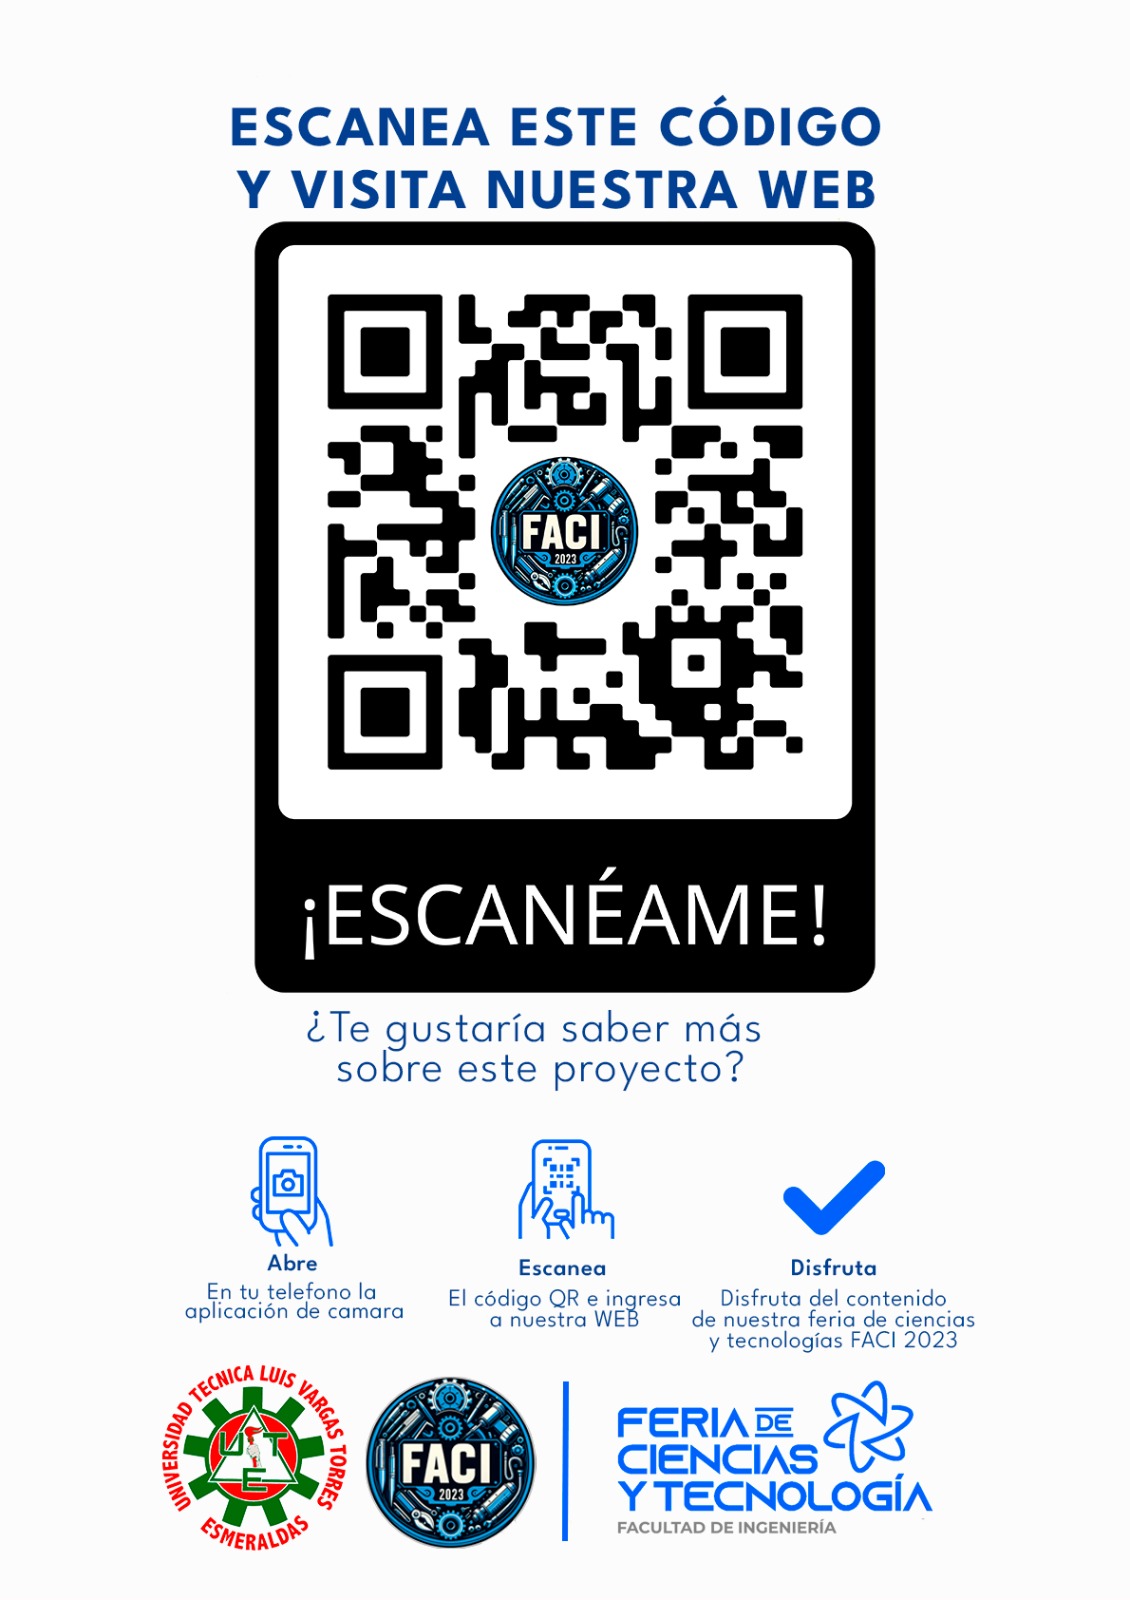 ESCANEA ESTE CÓDIGO
Y VISITA NUESTRA WEB
FACI
2023
¡ESCANÉAME!
¿Te gustaría saber más
sobre este proyecto?
Abre
En tu telefono la
aplicación de camara
Escanea
El código QR e ingresa
a nuestra WEB
Disfruta
Disfruta del contenido
de nuestra feria de ciencias
y tecnologías FACI 2023
UNIVERSIDAD TECNICA LUIS VARGAS TORRES
UTE
ESMERALDAS
FACI
2023
FERIA DE
CIENCIAS
Y TECNOLOGÍA
FACULTAD DE INGENIERÍA